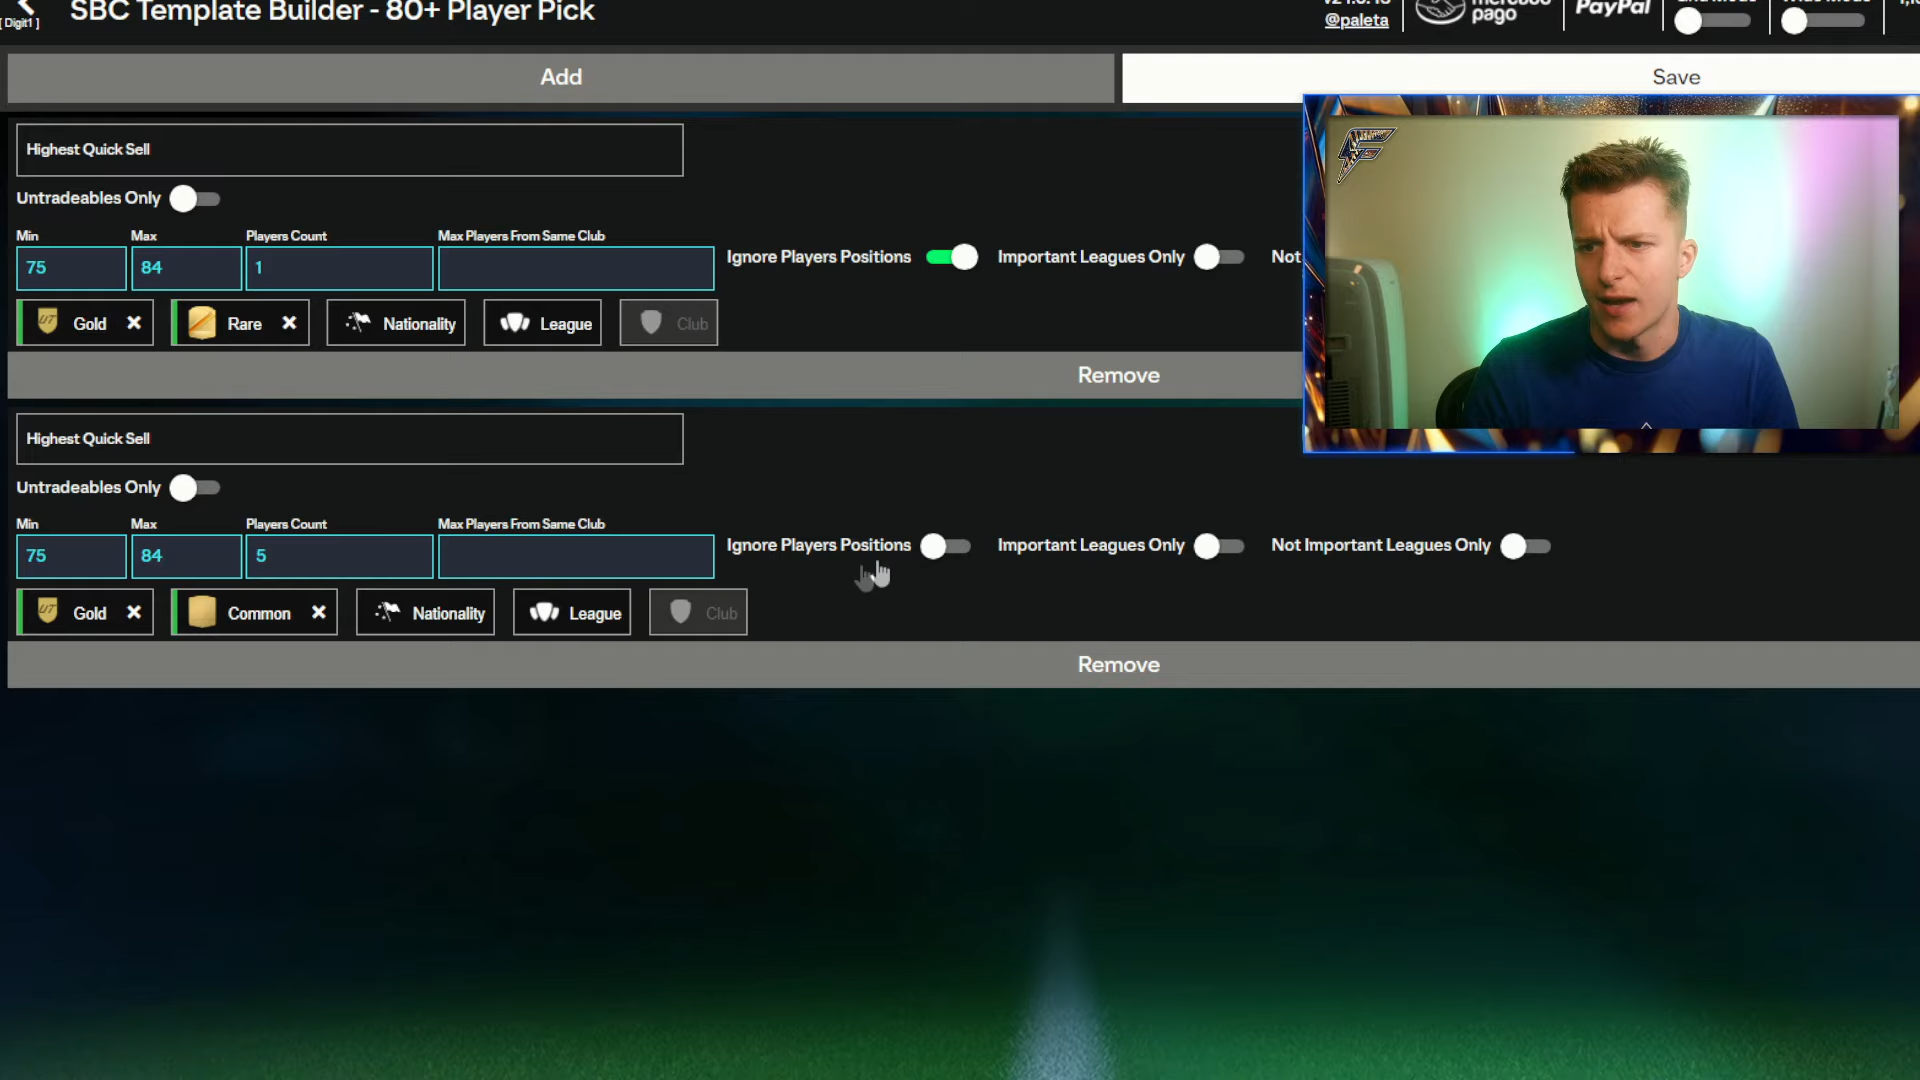 [ Digit1 ]
SBC Template Builder - 80+ Player Pick
@paleta
pago
PayPal
Add
Save
Highest Quick Sell
Untradeables Only
Min
Max
Players Count
Max Players From Same Club
75
84
1
Ignore Players Positions
Important Leagues Only
Not
Gold
Rare
Nationality
League
Club
Remove
Highest Quick Sell
Untradeables Only
Min
Max
Players Count
Max Players From Same Club
75
84
5
Ignore Players Positions
Important Leagues Only
Not Important Leagues Only
Gold
Common
Nationality
League
Club
Remove